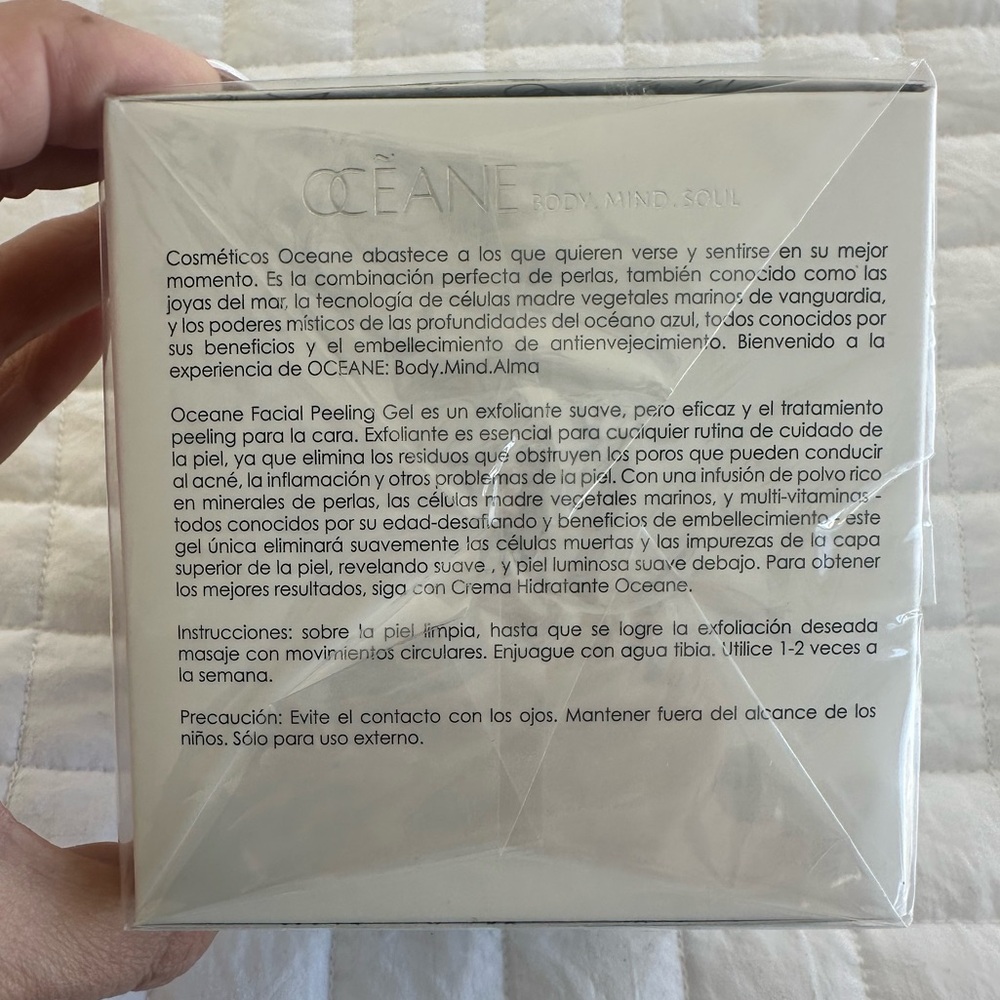 OCẼANE BODY.MIND.SOUL
Cosméticos Oceane abastece a los que quieren verse y sentirse en su mejor
momento. Es la combinación perfecta de perlas, también conocido como las
joyas del mar, la tecnología de células madre vegetales marinos de vanguardia,
y los poderes místicos de las profundidades del océano azul, todos conocidos por
sus beneficios y el embellecimiento de antienvejecimiento. Bienvenido a la
experiencia de OCEANE: Body.Mind.Alma
Oceane Facial Peeling Gel es un exfoliante suave, pero eficaz y el tratamiento
peeling para la cara. Exfoliante es esencial para cualquier rutina de cuidado de
la piel, ya que elimina los residuos que obstruyen los poros que pueden conducir
al acné, la inflamación y otros problemas de la piel. Con una infusión de polvo rico
en minerales de perlas, las células madre vegetales marinos, y multi-vitaminas -
todos conocidos por su edad-desafiando y beneficios de embellecimiento - este
gel única eliminará suavemente las células muertas y las impurezas de la capa
superior de la piel, revelando suave , y piel luminosa suave debajo. Para obtener
los mejores resultados, siga con Crema Hidratante Oceane.
Instrucciones: sobre la piel limpia, hasta que se logre la exfoliación deseada
masaje con movimientos circulares. Enjuague con agua tibia. Utilice 1-2 veces a
la semana.
Precaución: Evite el contacto con los ojos. Mantener fuera del alcance de los
niños. Sólo para uso externo.